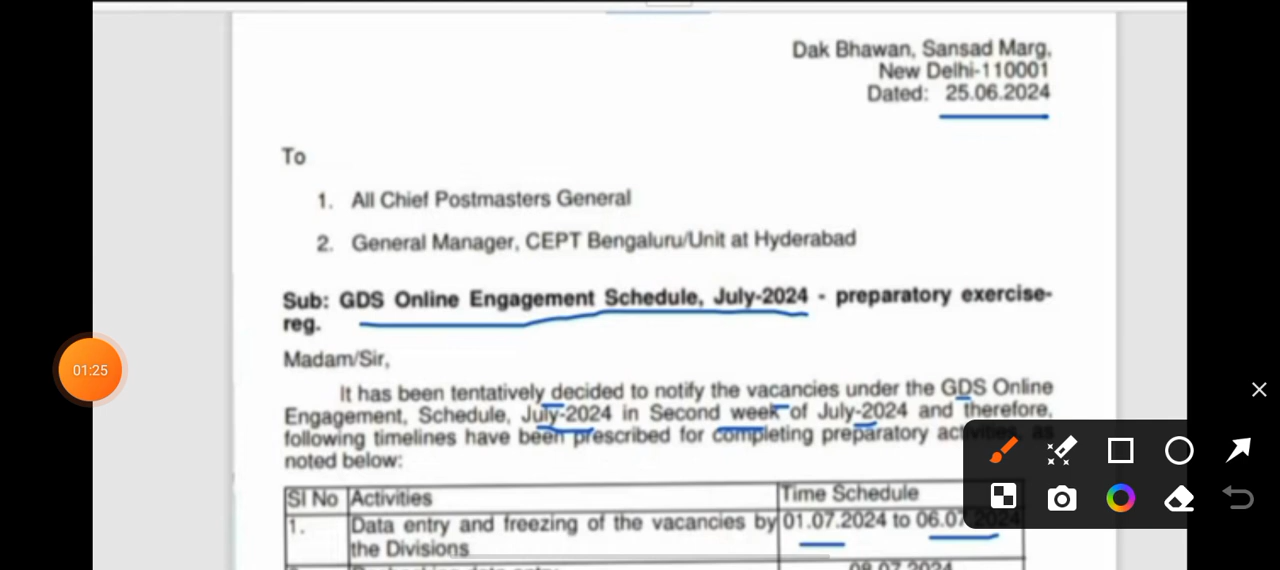 Dak Bhawan, Sansad Marg,
New Delhi-110001
Dated: 25.06.2024
To
1. All Chief Postmasters General
2. General Manager, CEPT Bengaluru/Unit at Hyderabad
Sub: GDS Online Engagement Schedule, July-2024 - preparatory exercise-
reg.
Madam/Sir,
It has been tentatively decided to notify the vacancies under the GDS Online
Engagement, Schedule, July-2024 in Second week of July-2024 and therefore,
following timelines have been prescribed for completing preparatory activities, as
noted below:
Sl No Activities Time Schedule
1. Data entry and freezing of the vacancies by 01.07.2024 to 06.07.2024
the Divisions
08.07.2024
01:25